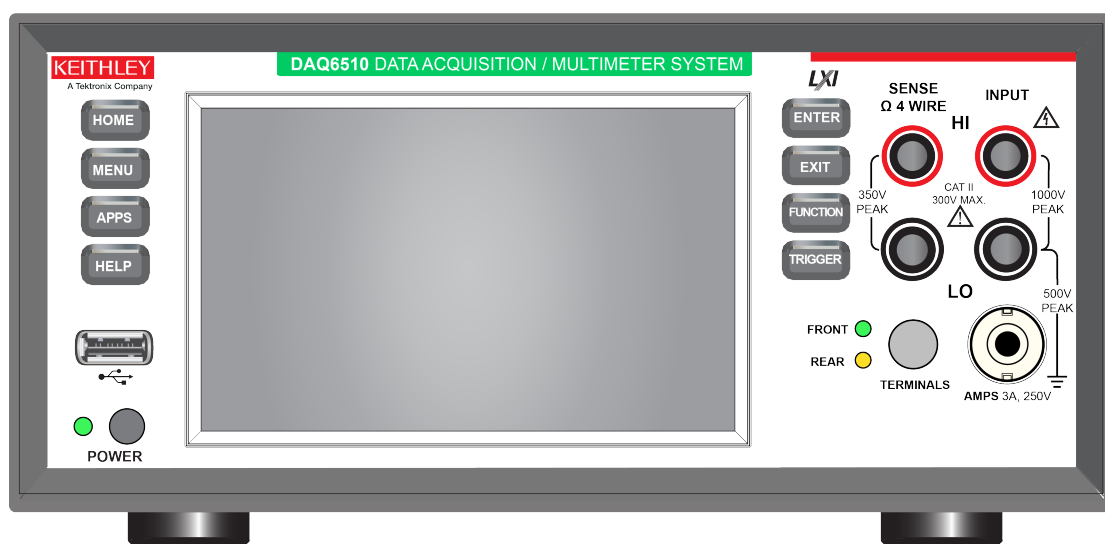 KEITHLEY
A Tektronix Company
DAQ6510 DATA ACQUISITION / MULTIMETER SYSTEM
LXI
HOME
MENU
APPS
HELP
POWER
ENTER
EXIT
FUNCTION
TRIGGER
SENSE
Ω 4 WIRE
INPUT
HI
350V
PEAK
CAT II
300V MAX.
1000V
PEAK
LO
500V
PEAK
FRONT
REAR
TERMINALS
AMPS 3A, 250V